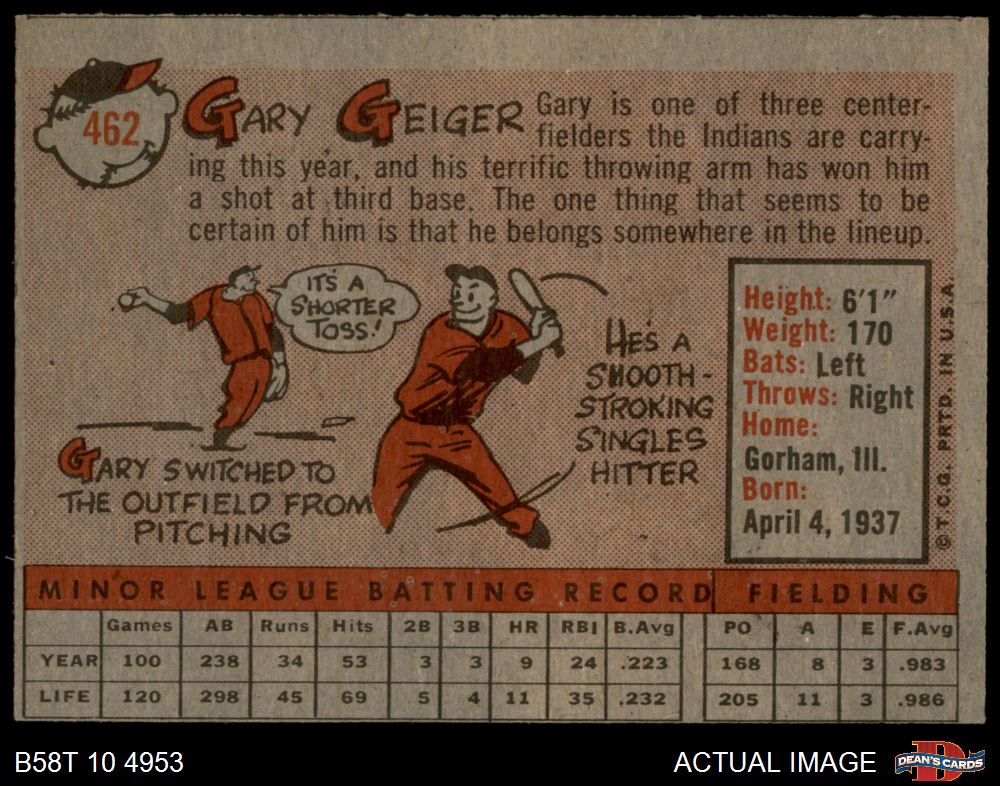 462
GARY GEIGER
Gary is one of three center-
fielders the Indians are carry-
ing this year, and his terrific throwing arm has won him
a shot at third base. The one thing that seems to be
certain of him is that he belongs somewhere in the lineup.
IT'S A
SHORTER
TOSS!
GARY SWITCHED TO
THE OUTFIELD FROM
PITCHING
HE'S A
SMOOTH-
STROKING
SINGLES
HITTER
Height: 6'1"
Weight: 170
Bats: Left
Throws: Right
Home:
Gorham, Ill.
Born:
April 4, 1937
© T.C.G. PRTD. IN U.S.A.
MINOR LEAGUE BATTING RECORD FIELDING
Games AB Runs Hits 2B 3B HR RBI B.Avg PO A E F.Avg
YEAR 100 238 34 53 3 3 9 24 .223 168 8 3 .983
LIFE 120 298 45 69 5 4 11 35 .232 205 11 3 .986
B58T 10 4953 ACTUAL IMAGE D DEAN'S CARDS